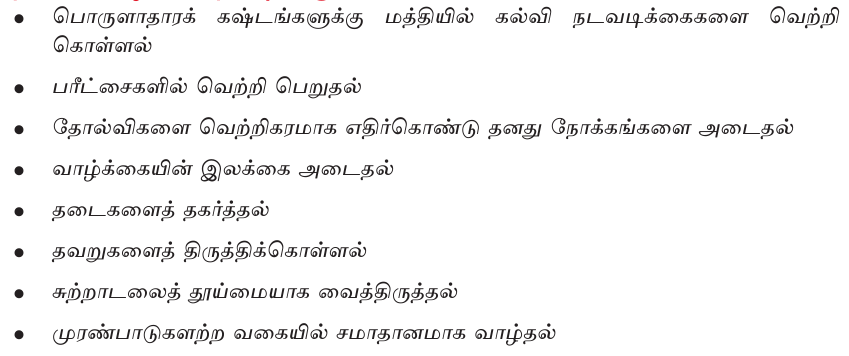 ● பொருளாதாரக் கஷ்டங்களுக்கு மத்தியில் கல்வி நடவடிக்கைகளை வெற்றி
கொள்ளல்
● பரீட்சைகளில் வெற்றி பெறுதல்
● தோல்விகளை வெற்றிகரமாக எதிர்கொண்டு தனது நோக்கங்களை அடைதல்
● வாழ்க்கையின் இலக்கை அடைதல்
● தடைகளைத் தகர்த்தல்
● தவறுகளைத் திருத்திக்கொள்ளல்
● சுற்றாடலைத் தூய்மையாக வைத்திருத்தல்
● முரண்பாடுகளற்ற வகையில் சமாதானமாக வாழ்தல்